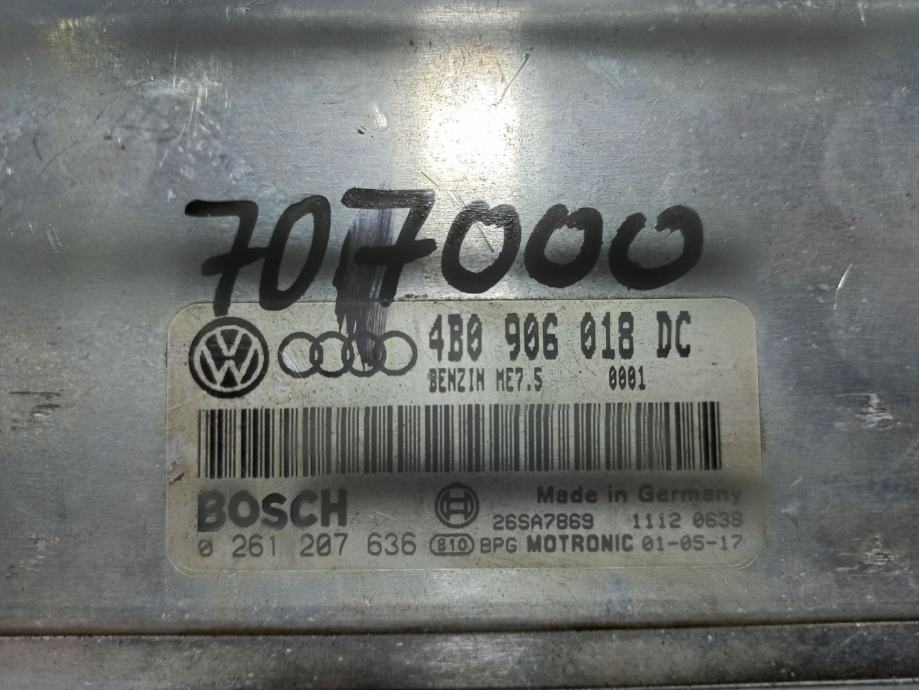 707000
4B0 906 018 DC
BENZIN ME7.5 0001
BOSCH
Made in Germany
26SA7869 1112 0638
0 261 207 636 810 BPG MOTRONIC 01-05-17